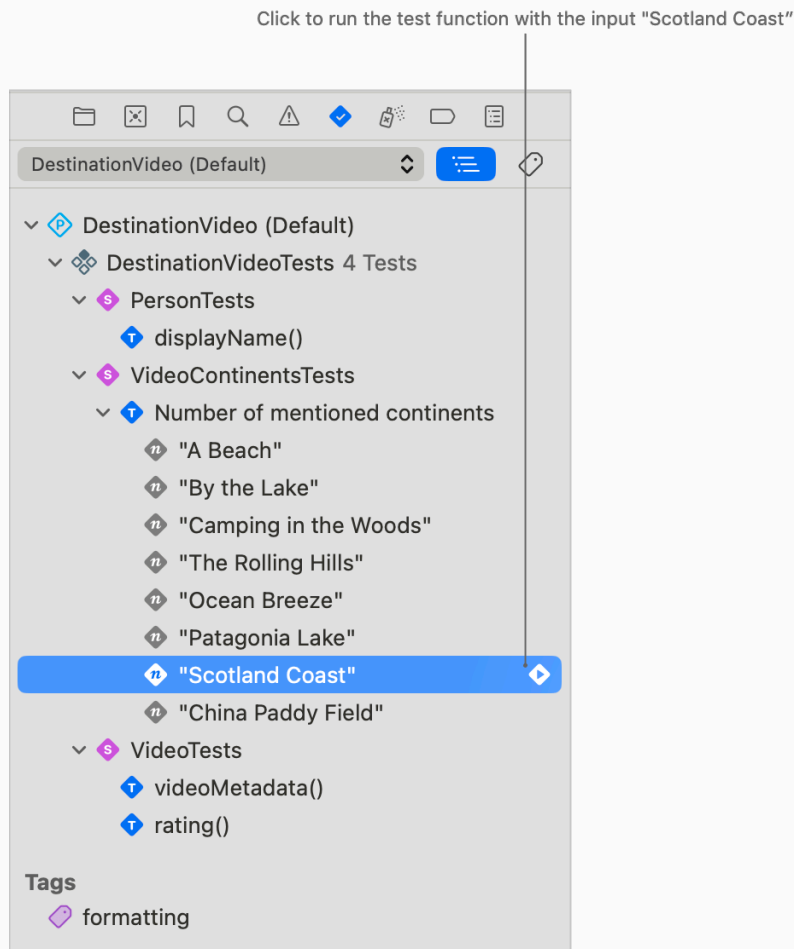 Click to run the test function with the input "Scotland Coast”
DestinationVideo (Default)
P DestinationVideo (Default)
DestinationVideoTests 4 Tests
S PersonTests
T displayName()
S VideoContinentsTests
T Number of mentioned continents
n "A Beach"
n "By the Lake"
n "Camping in the Woods"
n "The Rolling Hills"
n "Ocean Breeze"
n "Patagonia Lake"
n "Scotland Coast"
n "China Paddy Field"
S VideoTests
T videoMetadata()
T rating()
Tags
formatting